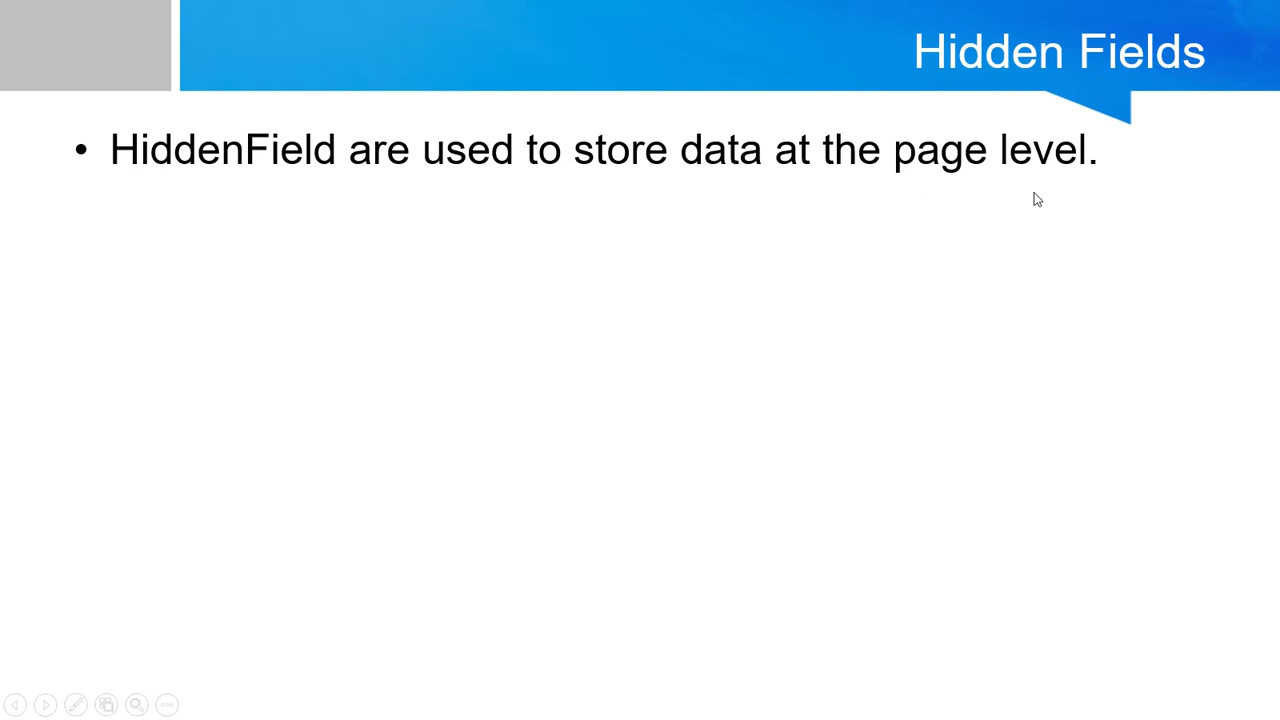 Hidden Fields
• HiddenField are used to store data at the page level.